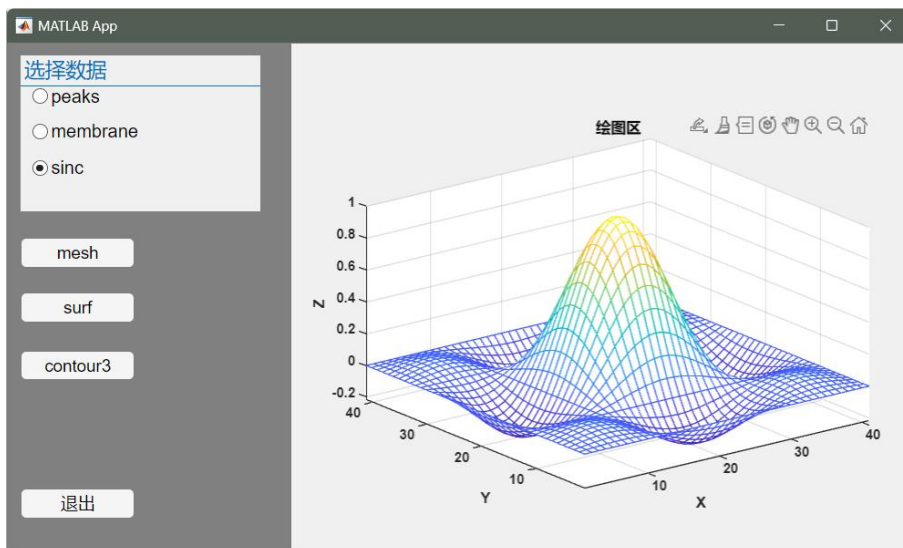 MATLAB App
选择数据
peaks
membrane
sinc
mesh
surf
contour3
退出
绘图区
1
0.8
0.6
0.4
0.2
0
-0.2
Z
40
30
20
10
Y
10
20
30
40
X